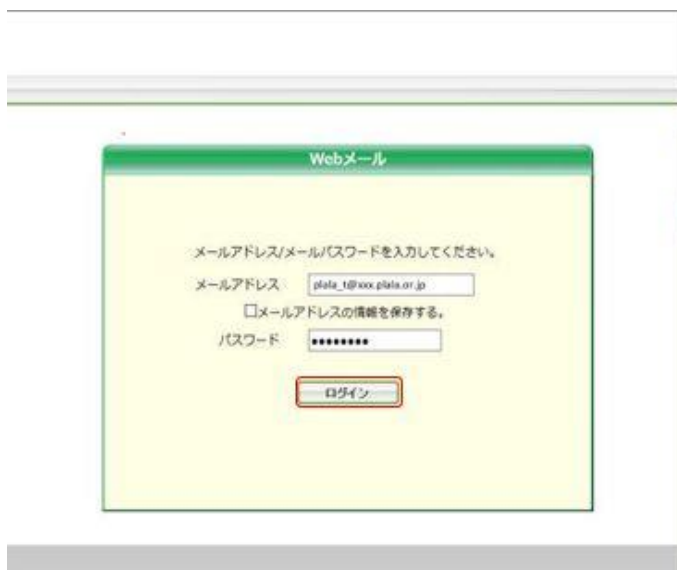 Webメール
メールアドレス/メールパスワードを入力してください。
メールアドレス plala_t@xxx.plala.or.jp
□メールアドレスの情報を保存する。
パスワード ••••••••
ログイン